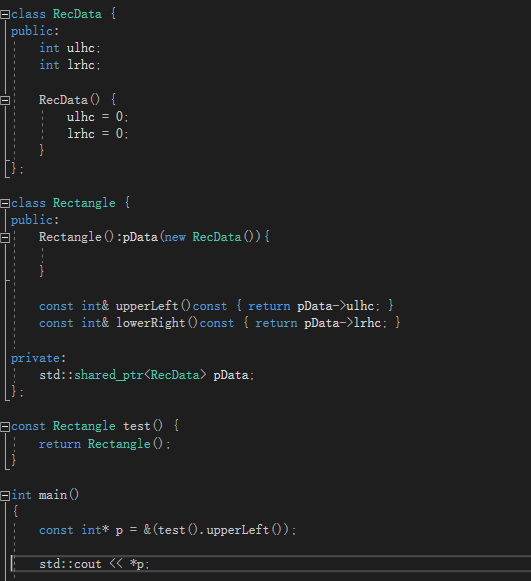 class RecData {
public:
    int ulhc;
    int lrhc;

    RecData() {
        ulhc = 0;
        lrhc = 0;
    }
};

class Rectangle {
public:
    Rectangle():pData(new RecData()){

    }

    const int& upperLeft()const { return pData->ulhc; }
    const int& lowerRight()const { return pData->lrhc; }

private:
    std::shared_ptr<RecData> pData;
};

const Rectangle test() {
    return Rectangle();
}

int main()
{
    const int* p = &(test().upperLeft());

    std::cout << *p;